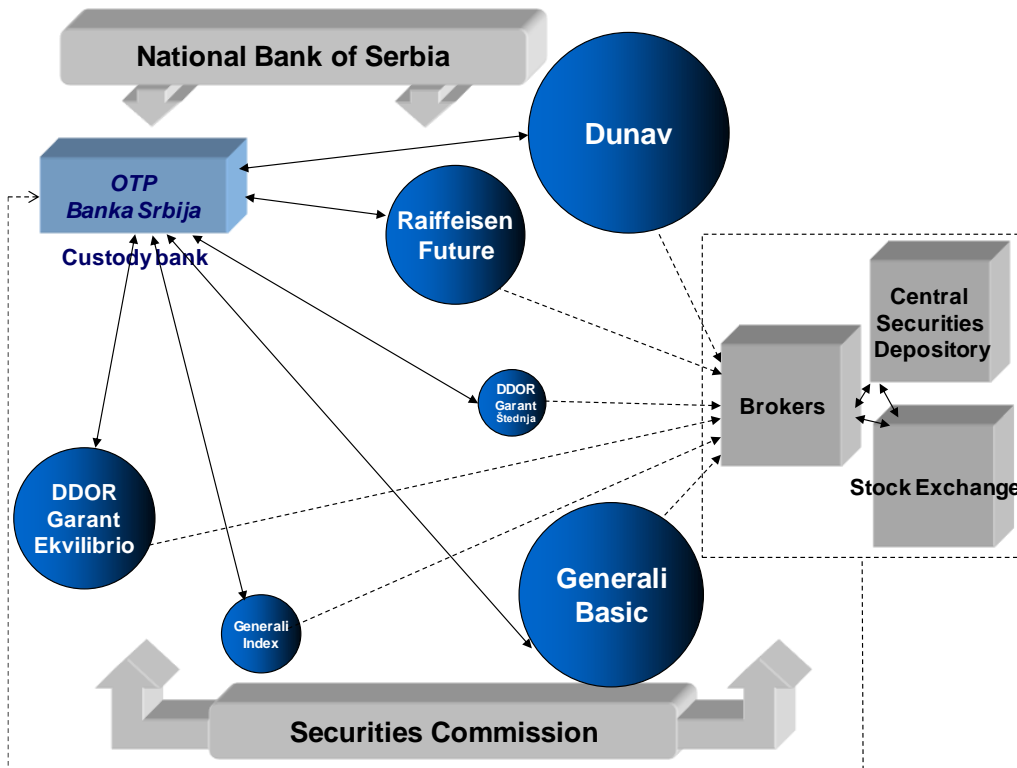 National Bank of Serbia
Dunav
OTP
Banka Srbija
Custody bank
Raiffeisen
Future
Central
Securities
Depository
DDOR
Garant
Štednja
Brokers
Stock Exchange
DDOR
Garant
Ekvilibrio
Generali
Basic
Generali
Index
Securities Commission